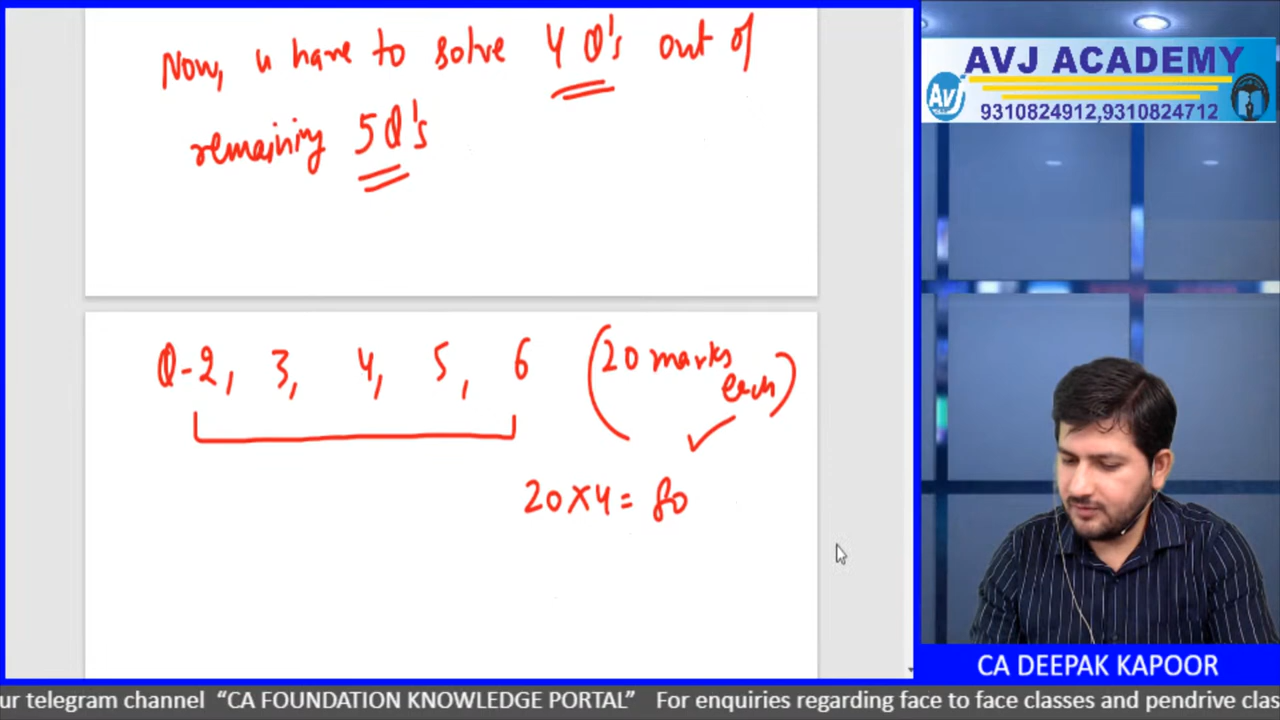 Now, u have to solve 4 Q's out of
remaining 5 Q's
Q-2, 3, 4, 5, 6 (20 marks each)
20 X 4 = 80
AVJ ACADEMY
AV
9310824912,9310824712
CA DEEPAK KAPOOR
ur telegram channel “CA FOUNDATION KNOWLEDGE PORTAL” For enquiries regarding face to face classes and pendrive clas